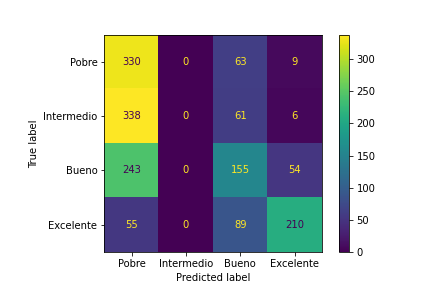 Pobre 330 0 63 9
Intermedio 338 0 61 6
Bueno 243 0 155 54
Excelente 55 0 89 210
Pobre Intermedio Bueno Excelente
Predicted label
True label
300
250
200
150
100
50
0